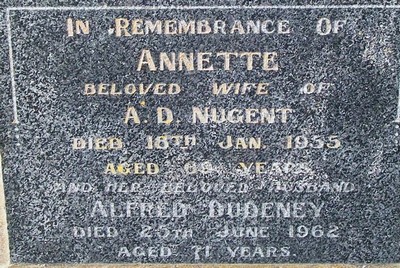 IN REMEMBRANCE OF
ANNETTE
BELOVED WIFE OF
A. D. NUGENT
DIED 18TH JAN. 1955
AGED YEARS
AND HER BELOVED HUSBAND
ALFRED DUDENEY
DIED 25TH JUNE 1962
AGED 71 YEARS.